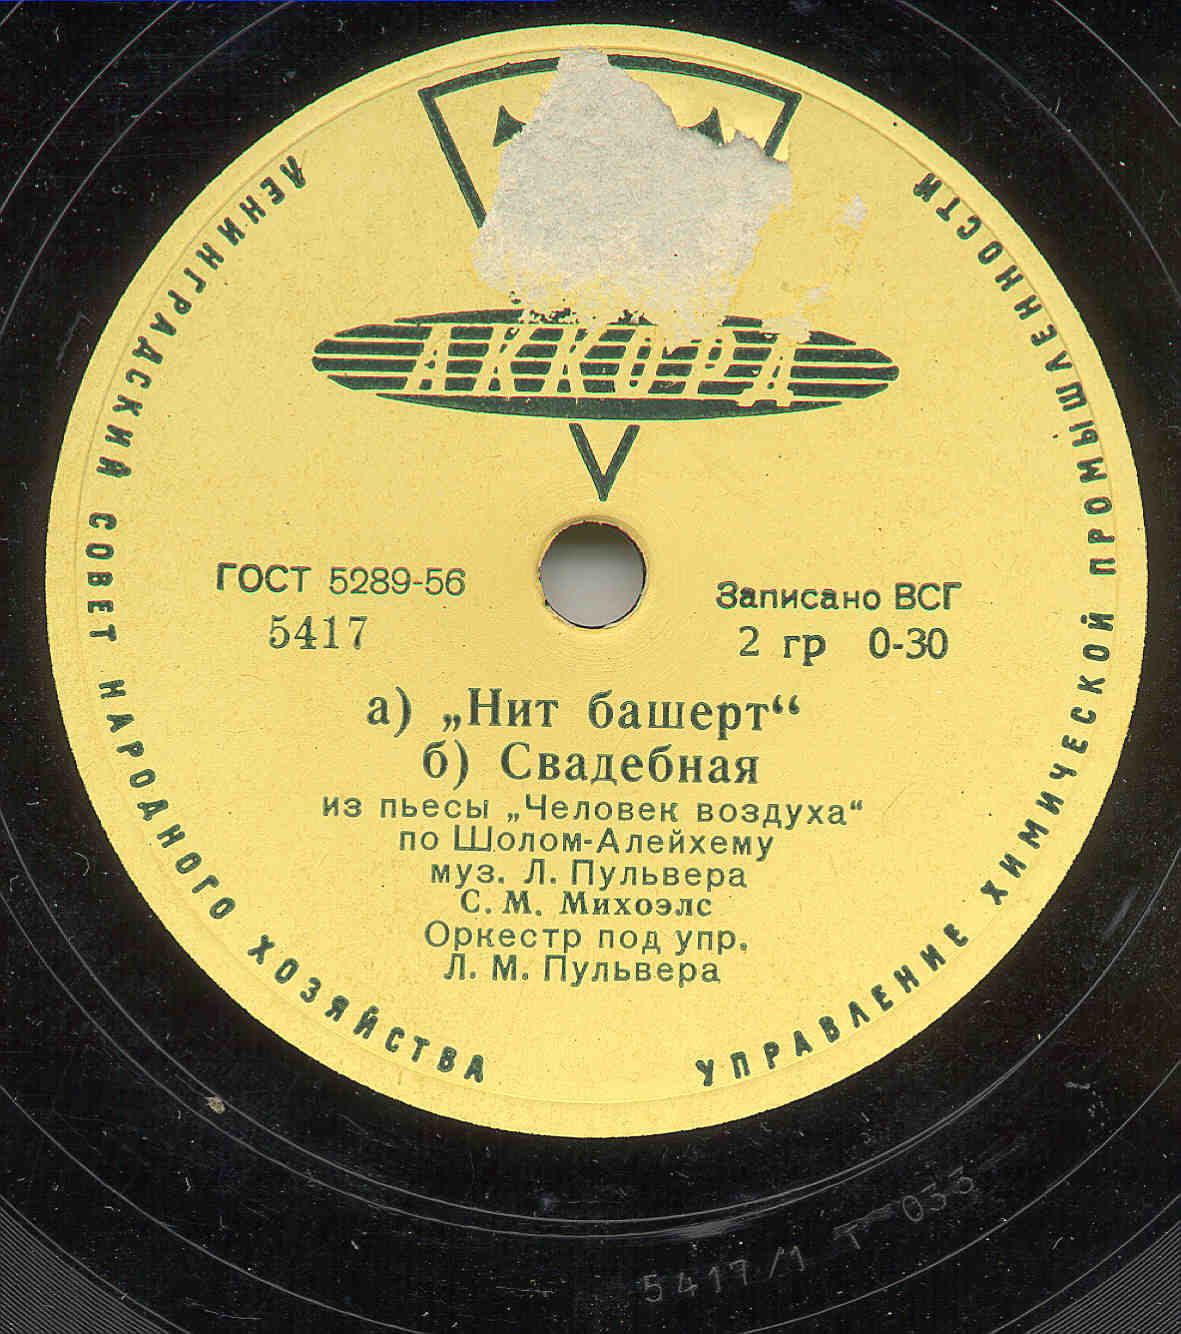 ЛЕНИНГРАДСКИЙ СОВЕТ НАРОДНОГО ХОЗЯЙСТВА
УПРАВЛЕНИЕ ХИМИЧЕСКОЙ ПРОМЫШЛЕННОСТИ
АККОРД
ГОСТ 5289-56
5417
Записано ВСГ
2 гр 0-30
а) „Нит башерт“
б) Свадебная
из пьесы „Человек воздуха“
по Шолом-Алейхему
муз. Л. Пульвера
С. М. Михоэлс
Оркестр под упр.
Л. М. Пульвера
5417/1 Т-033